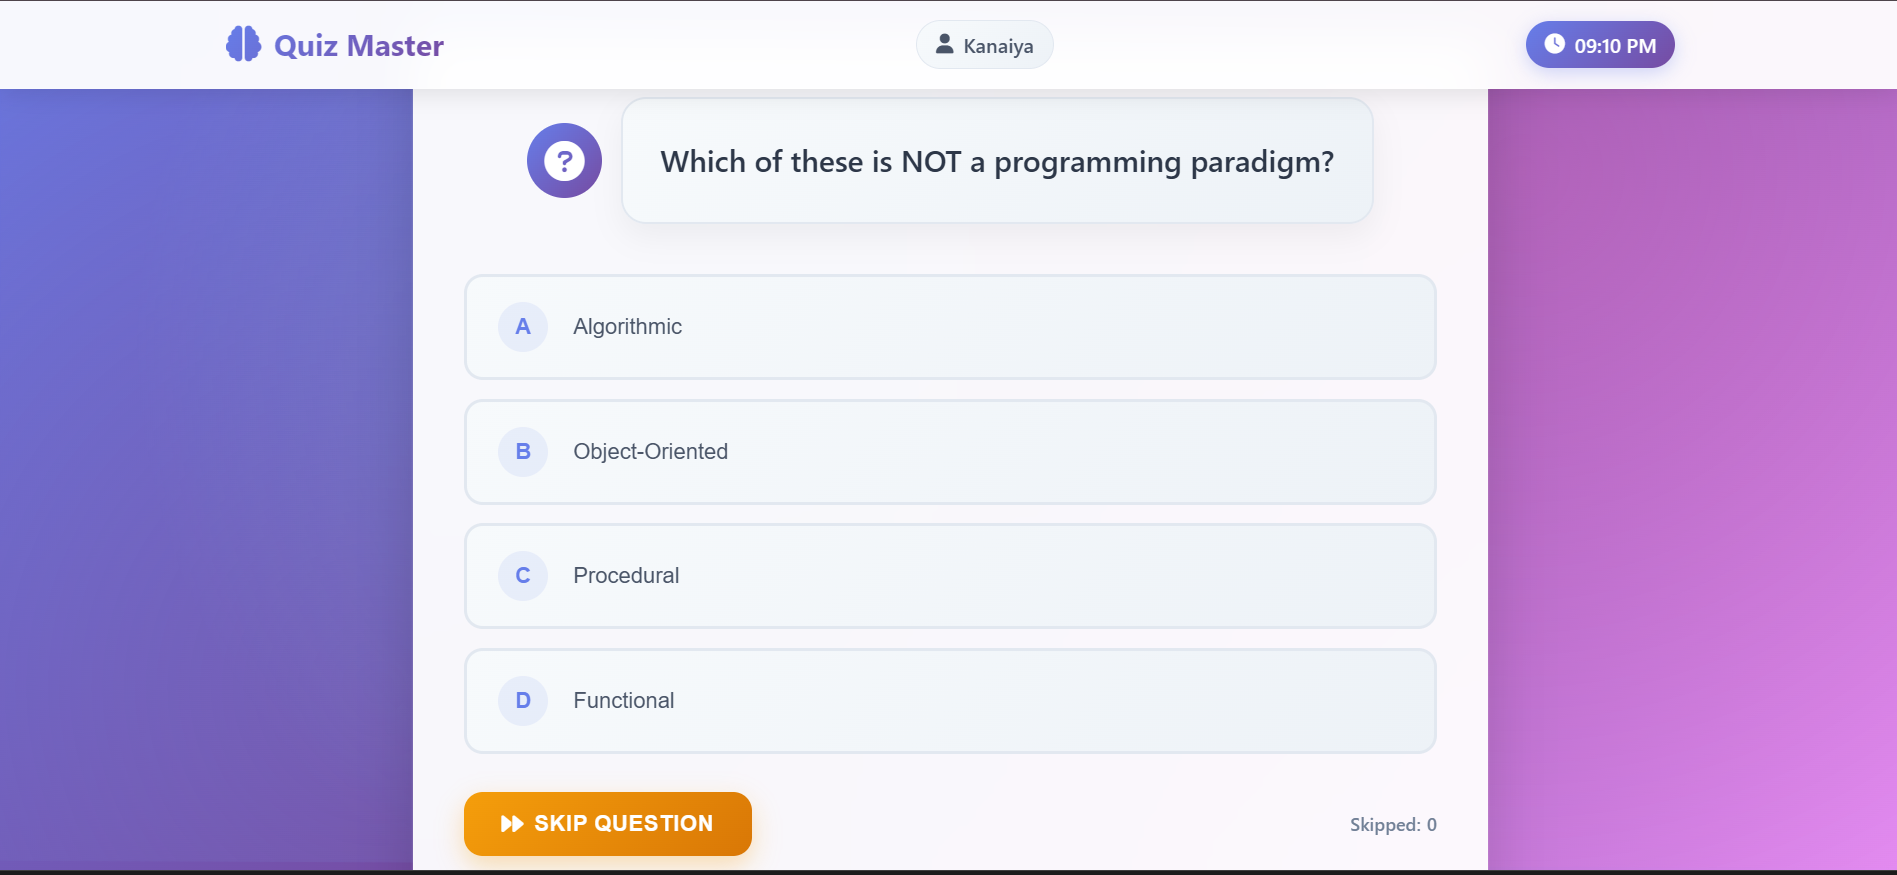 Quiz Master
Kanaiya
09:10 PM
?
Which of these is NOT a programming paradigm?
A Algorithmic
B Object-Oriented
C Procedural
D Functional
SKIP QUESTION
Skipped: 0